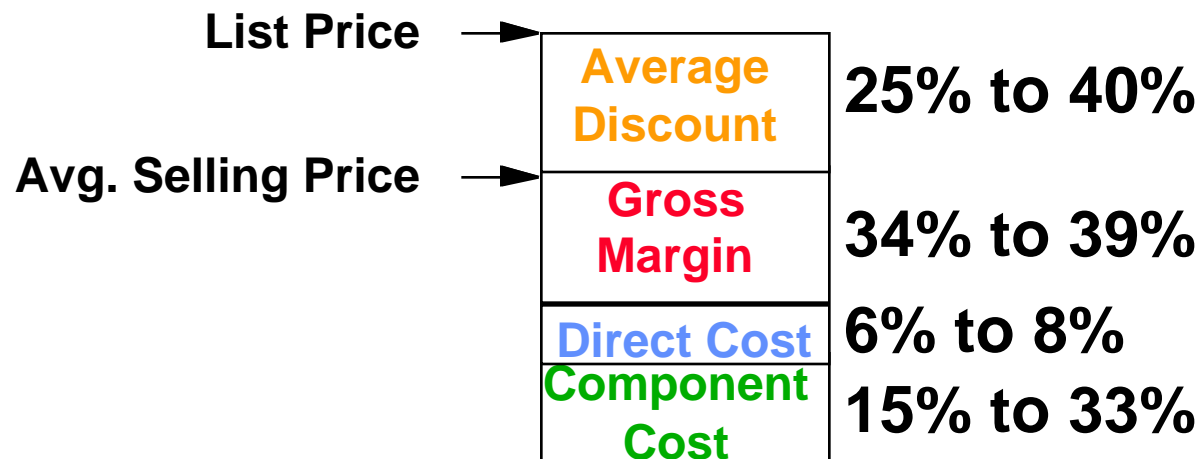 List Price
Average
Discount
25% to 40%
Avg. Selling Price
Gross
Margin
34% to 39%
Direct Cost
6% to 8%
Component
Cost
15% to 33%